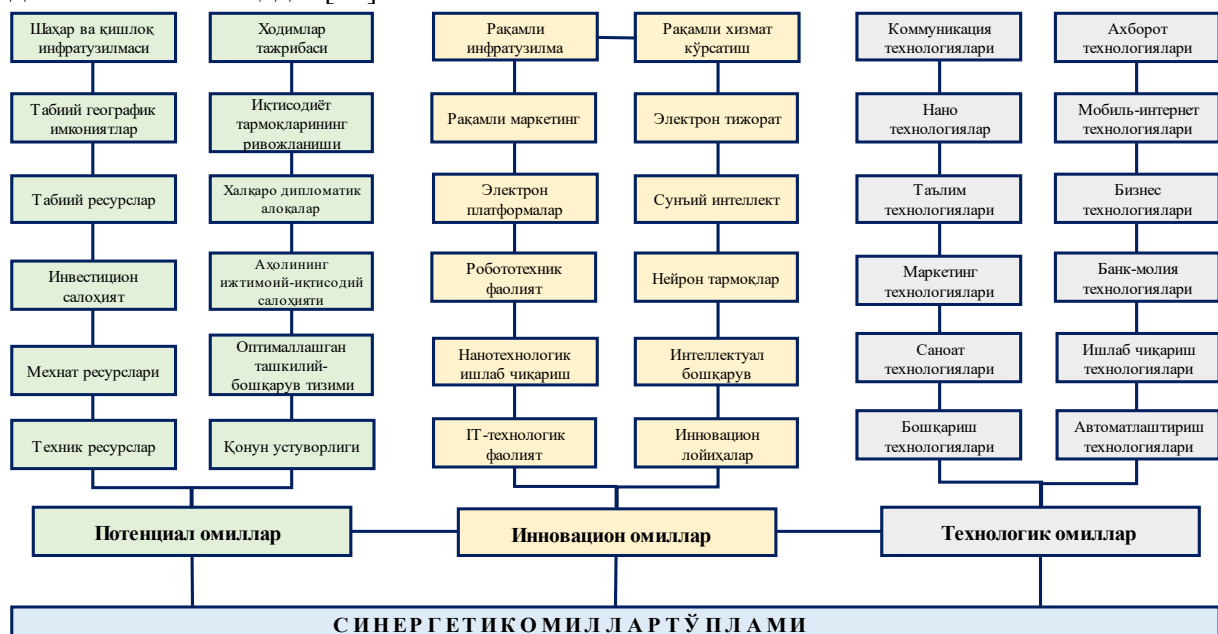 Шаҳар ва қишлоқ
инфратузилмаси
Ходимлар
тажрибаси
Рақамли
инфратузилма
Рақамли хизмат
кўрсатиш
Коммуникация
технологиялари
Ахборот
технологиялари
Табиий географик
имкониятлар
Иқтисодиёт
тармоқларининг
ривожланиши
Рақамли маркетинг
Электрон тижорат
Нано
технологиялар
Мобиль-интернет
технологиялари
Табиий ресурслар
Халқаро дипломатик
алоқалар
Электрон
платформалар
Сунъий интеллект
Таълим
технологиялари
Бизнес
технологиялари
Инвестицион
салоҳият
Аҳолининг
ижтимоий-иқтисодий
салоҳияти
Робототехник
фаолият
Нейрон тармоқлар
Маркетинг
технологиялари
Банк-молия
технологиялари
Меҳнат ресурслари
Оптималлашган
ташкилий-
бошқарув тизими
Нанотехнологик
ишлаб чиқариш
Интеллектуал
бошқарув
Саноат
технологиялари
Ишлаб чиқариш
технологиялари
Техник ресурслар
Қонун устуворлиги
IT-технологик
фаолият
Инновацион
лойиҳалар
Бошқариш
технологиялари
Автоматлаштириш
технологиялари
Потенциал омиллар
Инновацион омиллар
Технологик омиллар
СИНЕРГЕТИК ОМИЛЛАР ТЎПЛАМИ